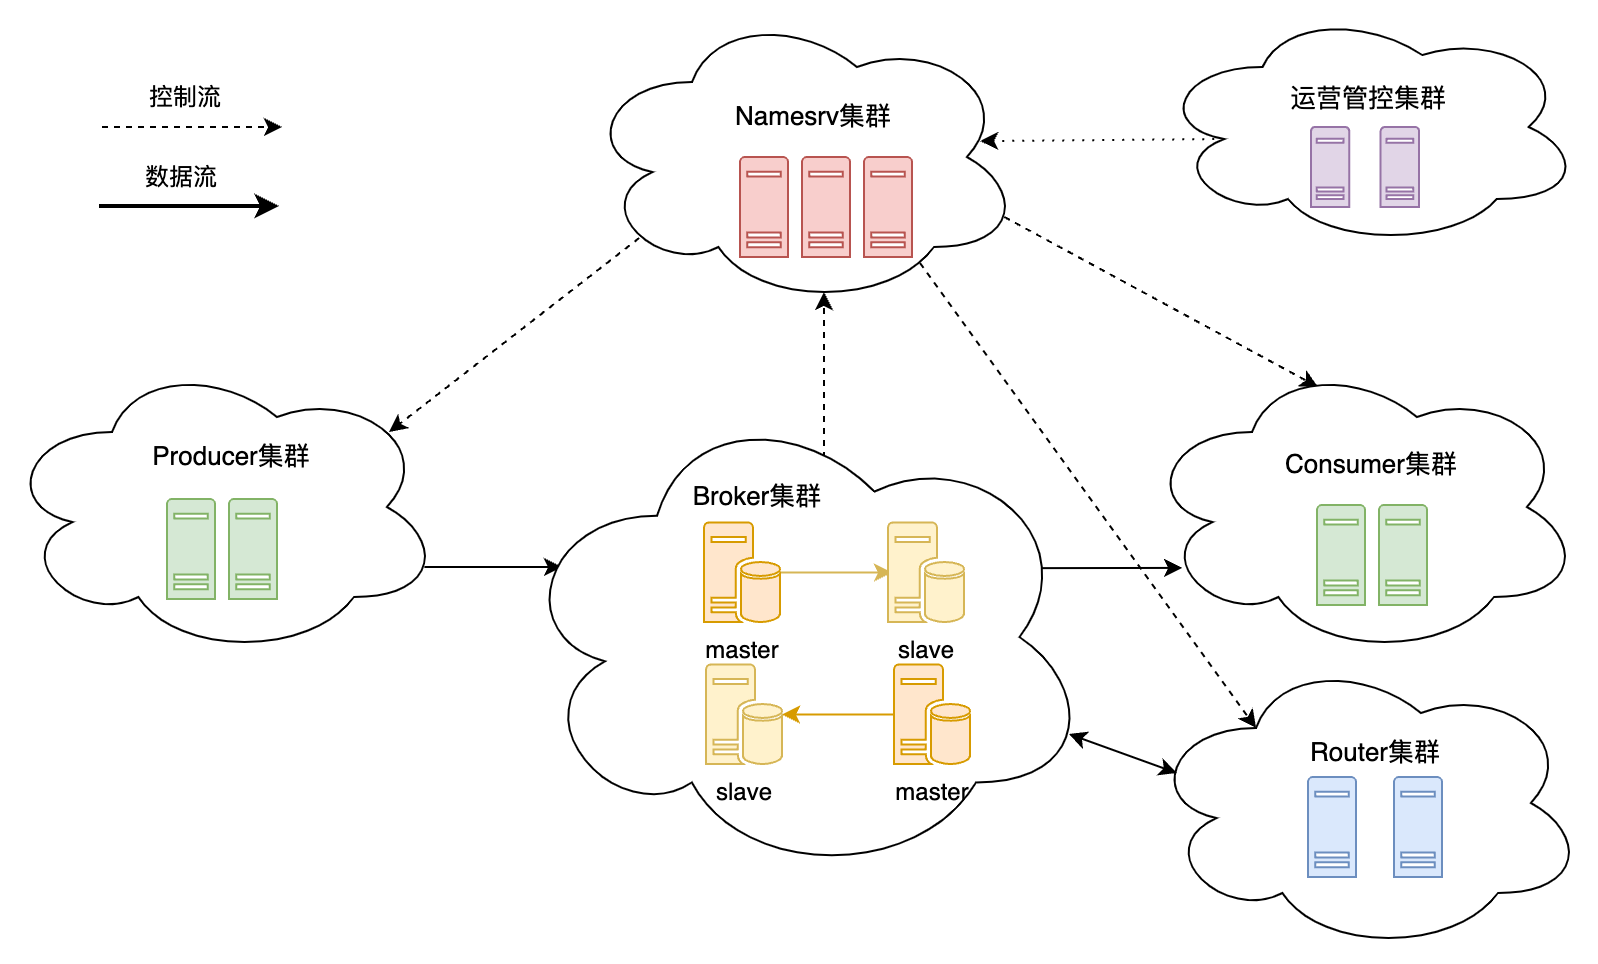 控制流
数据流
Namesrv集群
运营管控集群
Producer集群
Broker集群
master
slave
slave
master
Consumer集群
Router集群